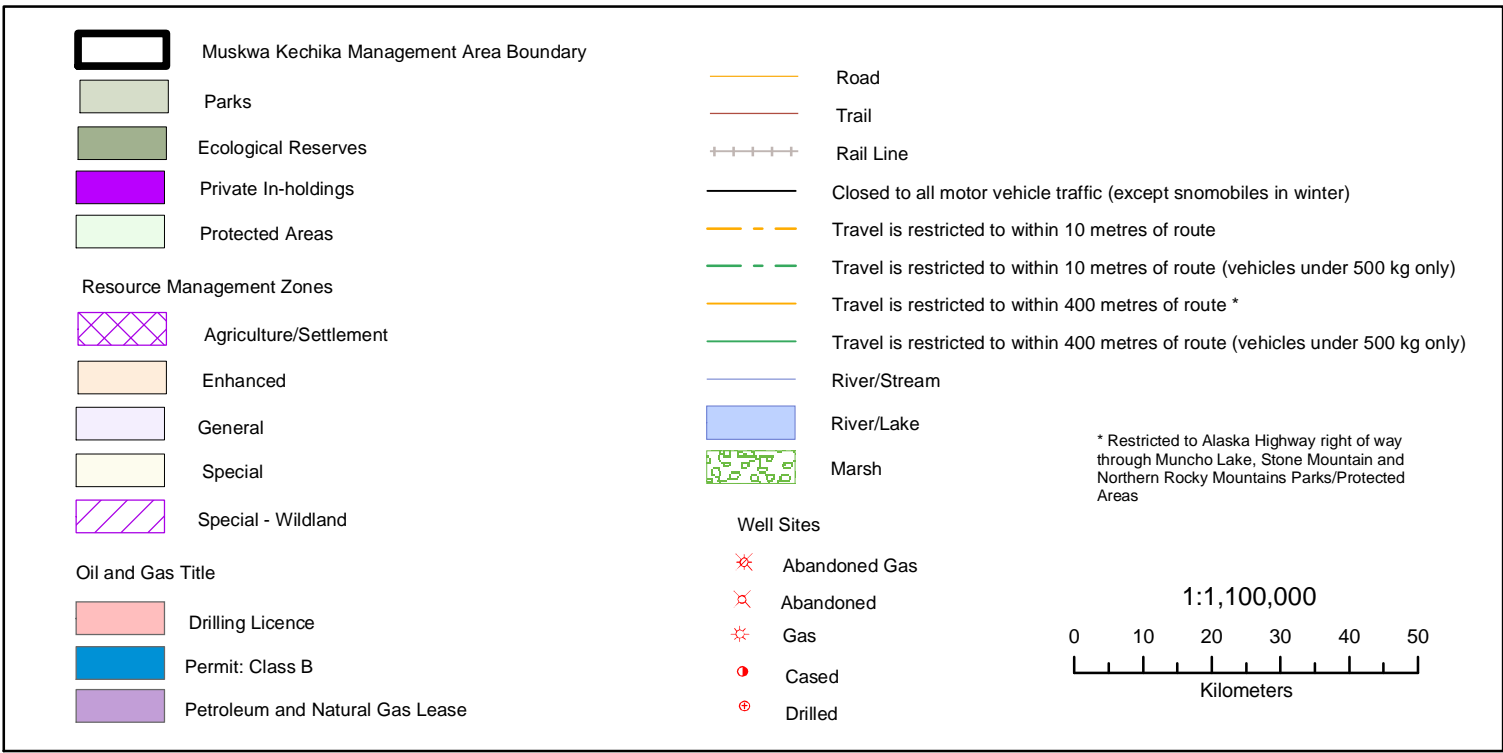 Muskwa Kechika Management Area Boundary
Parks
Ecological Reserves
Private In-holdings
Protected Areas
Resource Management Zones
Agriculture/Settlement
Enhanced
General
Special
Special - Wildland
Oil and Gas Title
Drilling Licence
Permit: Class B
Petroleum and Natural Gas Lease
Road
Trail
Rail Line
Closed to all motor vehicle traffic (except snomobiles in winter)
Travel is restricted to within 10 metres of route
Travel is restricted to within 10 metres of route (vehicles under 500 kg only)
Travel is restricted to within 400 metres of route *
Travel is restricted to within 400 metres of route (vehicles under 500 kg only)
River/Stream
River/Lake
Marsh
Well Sites
Abandoned Gas
Abandoned
Gas
Cased
Drilled
* Restricted to Alaska Highway right of way
through Muncho Lake, Stone Mountain and
Northern Rocky Mountains Parks/Protected
Areas
1:1,100,000
0 10 20 30 40 50
Kilometers